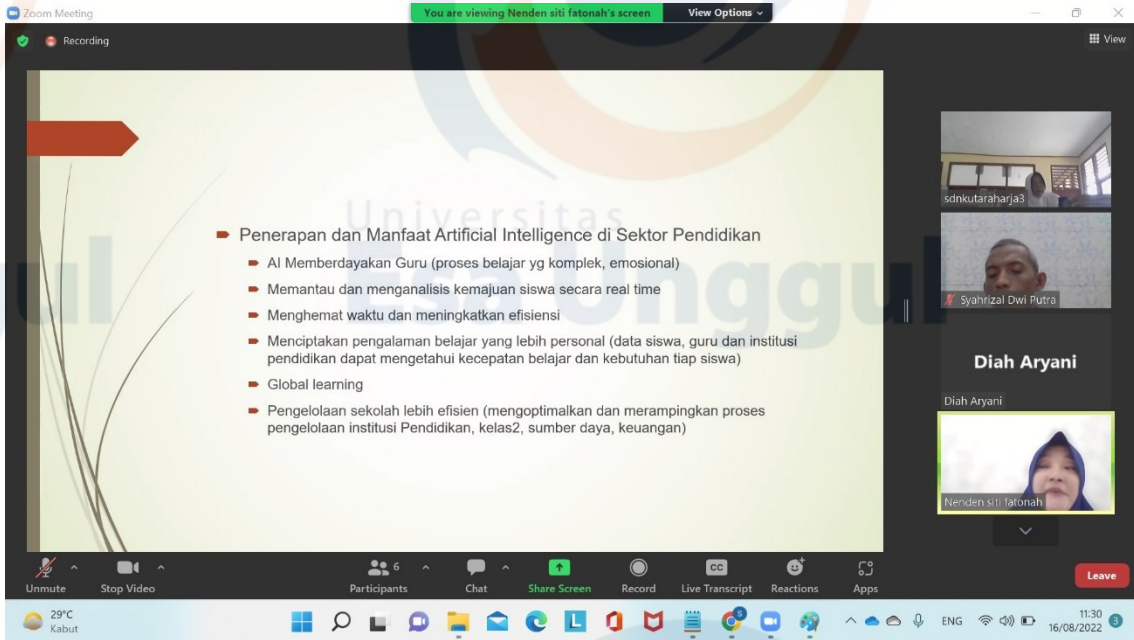 Zoom Meeting
You are viewing Nenden siti fatonah's screen
View Options
Recording
View
Universitas
Esa Unggul
ul
Penerapan dan Manfaat Artificial Intelligence di Sektor Pendidikan
AI Memberdayakan Guru (proses belajar yg komplek, emosional)
Memantau dan menganalisis kemajuan siswa secara real time
Menghemat waktu dan meningkatkan efisiensi
Menciptakan pengalaman belajar yang lebih personal (data siswa, guru dan institusi
pendidikan dapat mengetahui kecepatan belajar dan kebutuhan tiap siswa)
Global learning
Pengelolaan sekolah lebih efisien (mengoptimalkan dan merampingkan proses
pengelolaan institusi Pendidikan, kelas2, sumber daya, keuangan)
sdnkutaraharja3
Syahrizal Dwi Putra
Diah Aryani
Diah Aryani
Nenden siti fatonah
Unmute
Stop Video
6
Participants
Chat
Share Screen
Record
CC
Live Transcript
Reactions
Apps
Leave
29°C
Kabut
L
S
ENG
11:30
16/08/2022
3